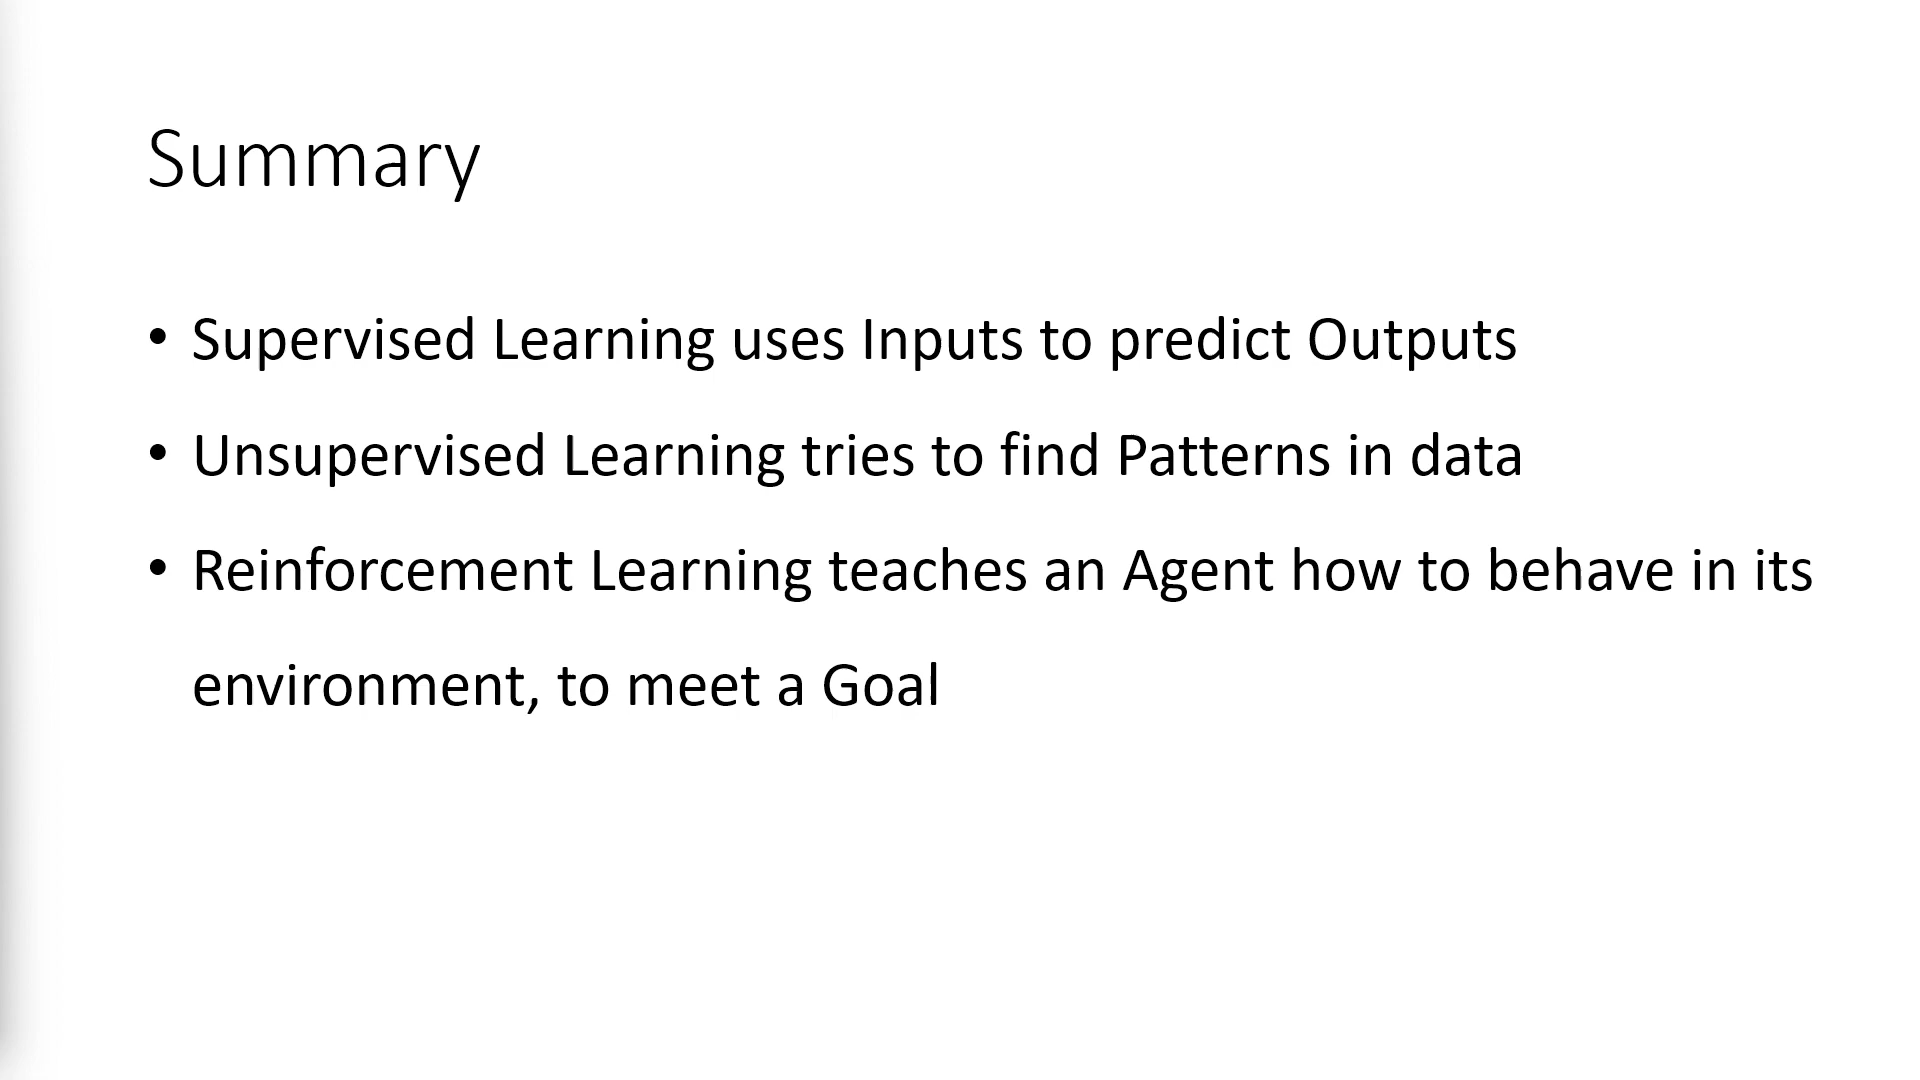 Summary
• Supervised Learning uses Inputs to predict Outputs
• Unsupervised Learning tries to find Patterns in data
• Reinforcement Learning teaches an Agent how to behave in its
environment, to meet a Goal